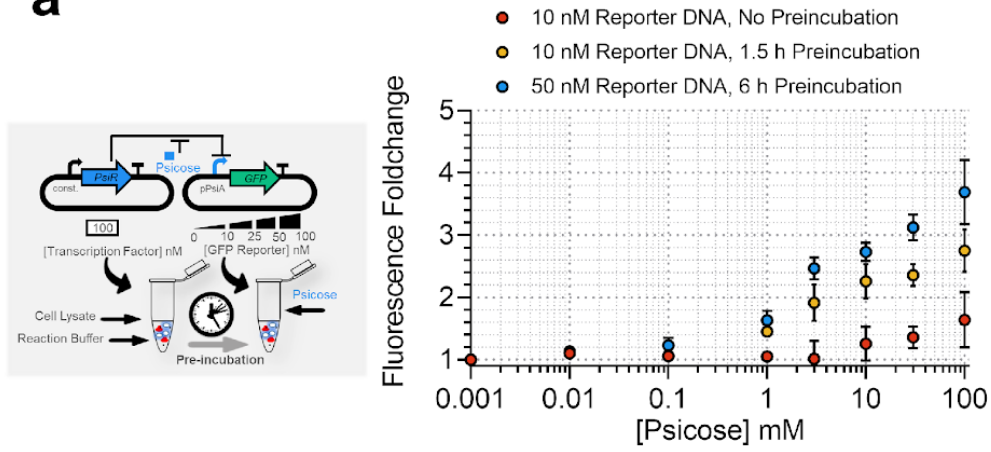 a
10 nM Reporter DNA, No Preincubation
10 nM Reporter DNA, 1.5 h Preincubation
50 nM Reporter DNA, 6 h Preincubation
const.
PsiR
Psicose
pPsiA
GFP
100
0 10 25 50 100
[Transcription Factor] nM
[GFP Reporter] nM
Psicose
Cell Lysate
Reaction Buffer
Pre-incubation
Fluorescence Foldchange
5
4
3
2
1
0.001 0.01 0.1 1 10 100
[Psicose] mM